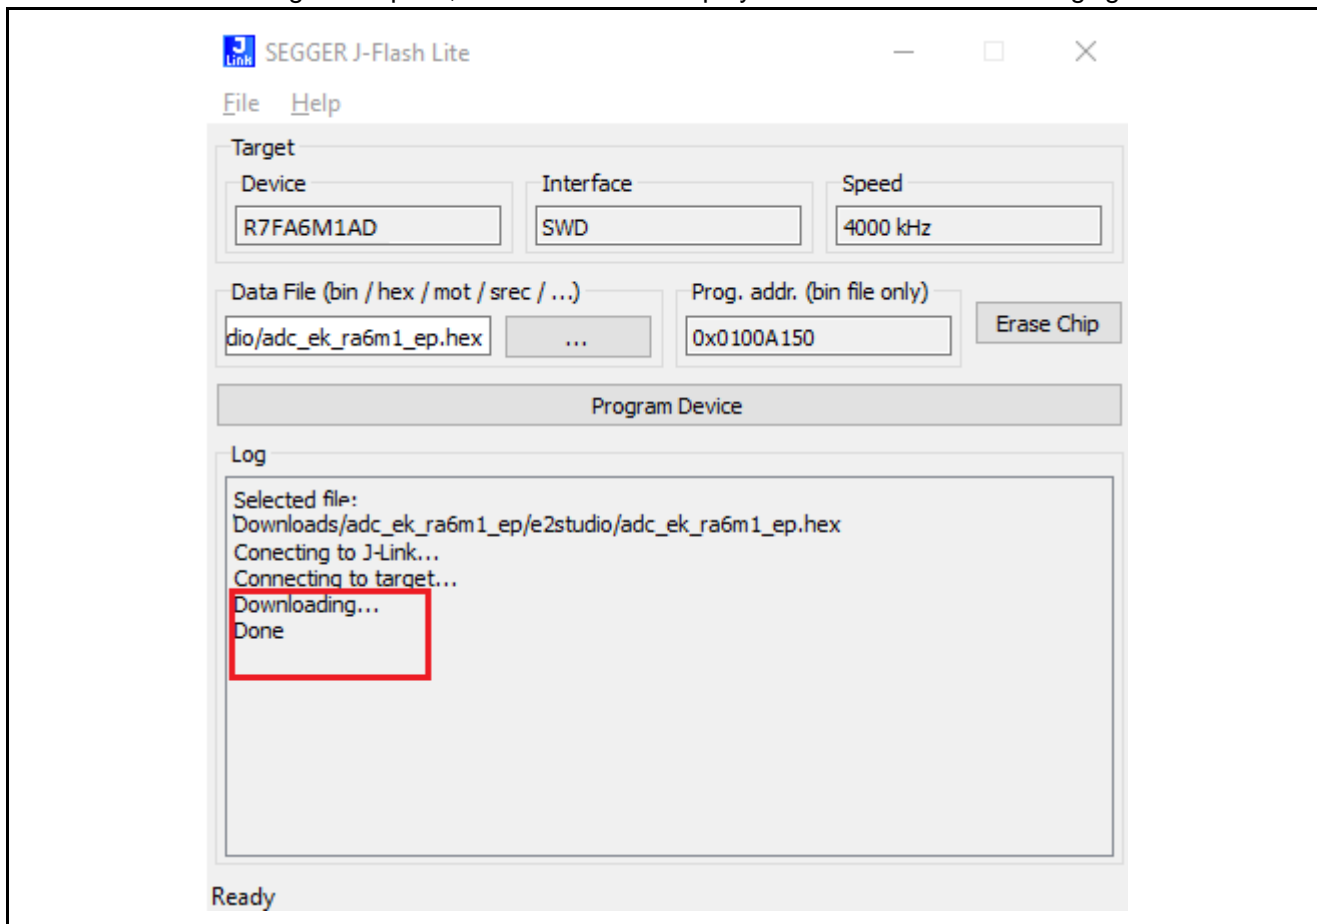 J
Link SEGGER J-Flash Lite
File Help
Target
Device Interface Speed
R7FA6M1AD SWD 4000 kHz
Data File (bin / hex / mot / srec / ...) Prog. addr. (bin file only)
dio/adc_ek_ra6m1_ep.hex ... 0x0100A150 Erase Chip
Program Device
Log
Selected file:
Downloads/adc_ek_ra6m1_ep/e2studio/adc_ek_ra6m1_ep.hex
Conecting to J-Link...
Connecting to target...
Downloading...
Done
Ready